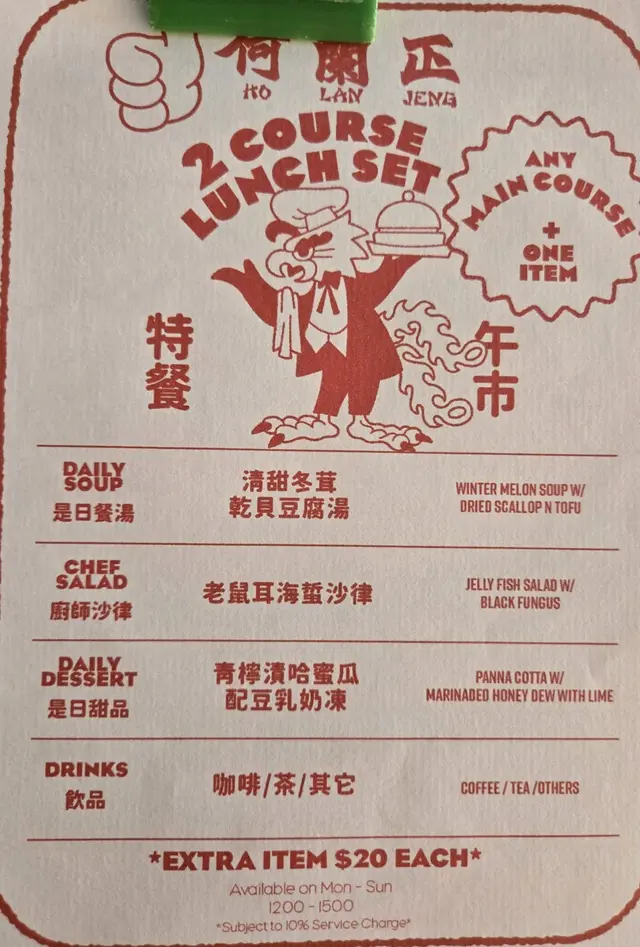 何蘭正
HO LAN JENG
2 COURSE
LUNCH SET
ANY
MAIN COURSE
+
ONE
ITEM
午市
特餐
DAILY
SOUP
是日餐湯
清甜冬茸
乾貝豆腐湯
WINTER MELON SOUP W/
DRIED SCALLOP N TOFU
CHEF
SALAD
廚師沙律
老鼠耳海蜇沙律
JELLY FISH SALAD W/
BLACK FUNGUS
DAILY
DESSERT
是日甜品
青檸漬哈蜜瓜
配豆乳奶凍
PANNA COTTA W/
MARINADED HONEY DEW WITH LIME
DRINKS
飲品
咖啡/茶/其它
COFFEE / TEA /OTHERS
*EXTRA ITEM $20 EACH*
Available on Mon - Sun
1200 - 1500
*Subject to 10% Service Charge*